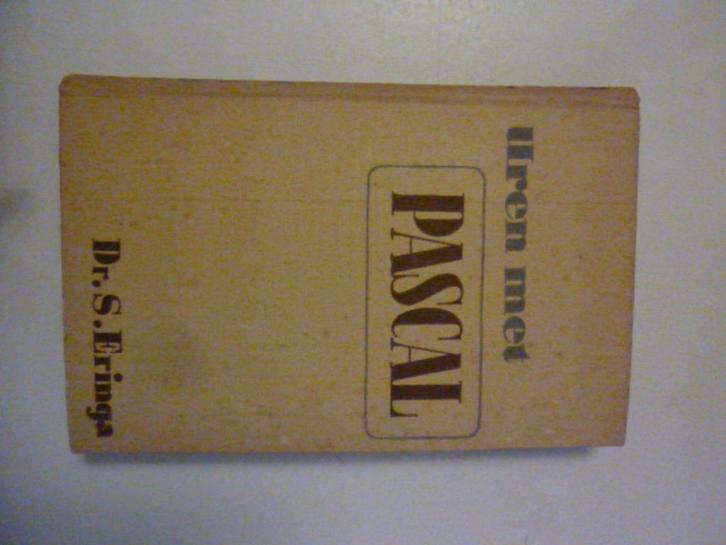 Uren met
PASCAL
Dr. S. Eringa